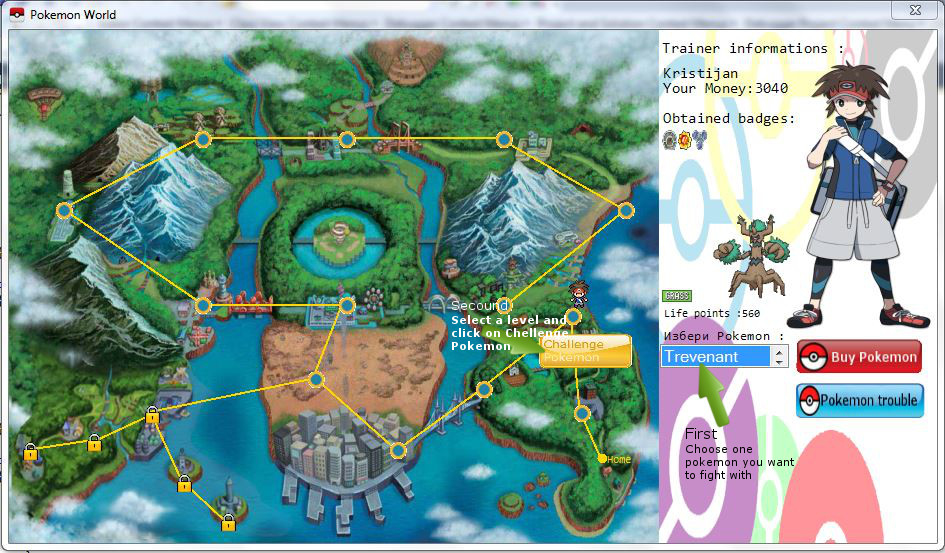 Pokemon World
Trainer informations :
Kristijan
Your Money:3040
Obtained badges:
GRASS
Life points :560
Избери Pokemon :
Trevenant
Buy Pokemon
Pokemon trouble
First
Choose one
pokemon you want
to fight with
Secound:
Select a level and
click on Chellenge
Pokemon
Challenge
Pokemon
Home